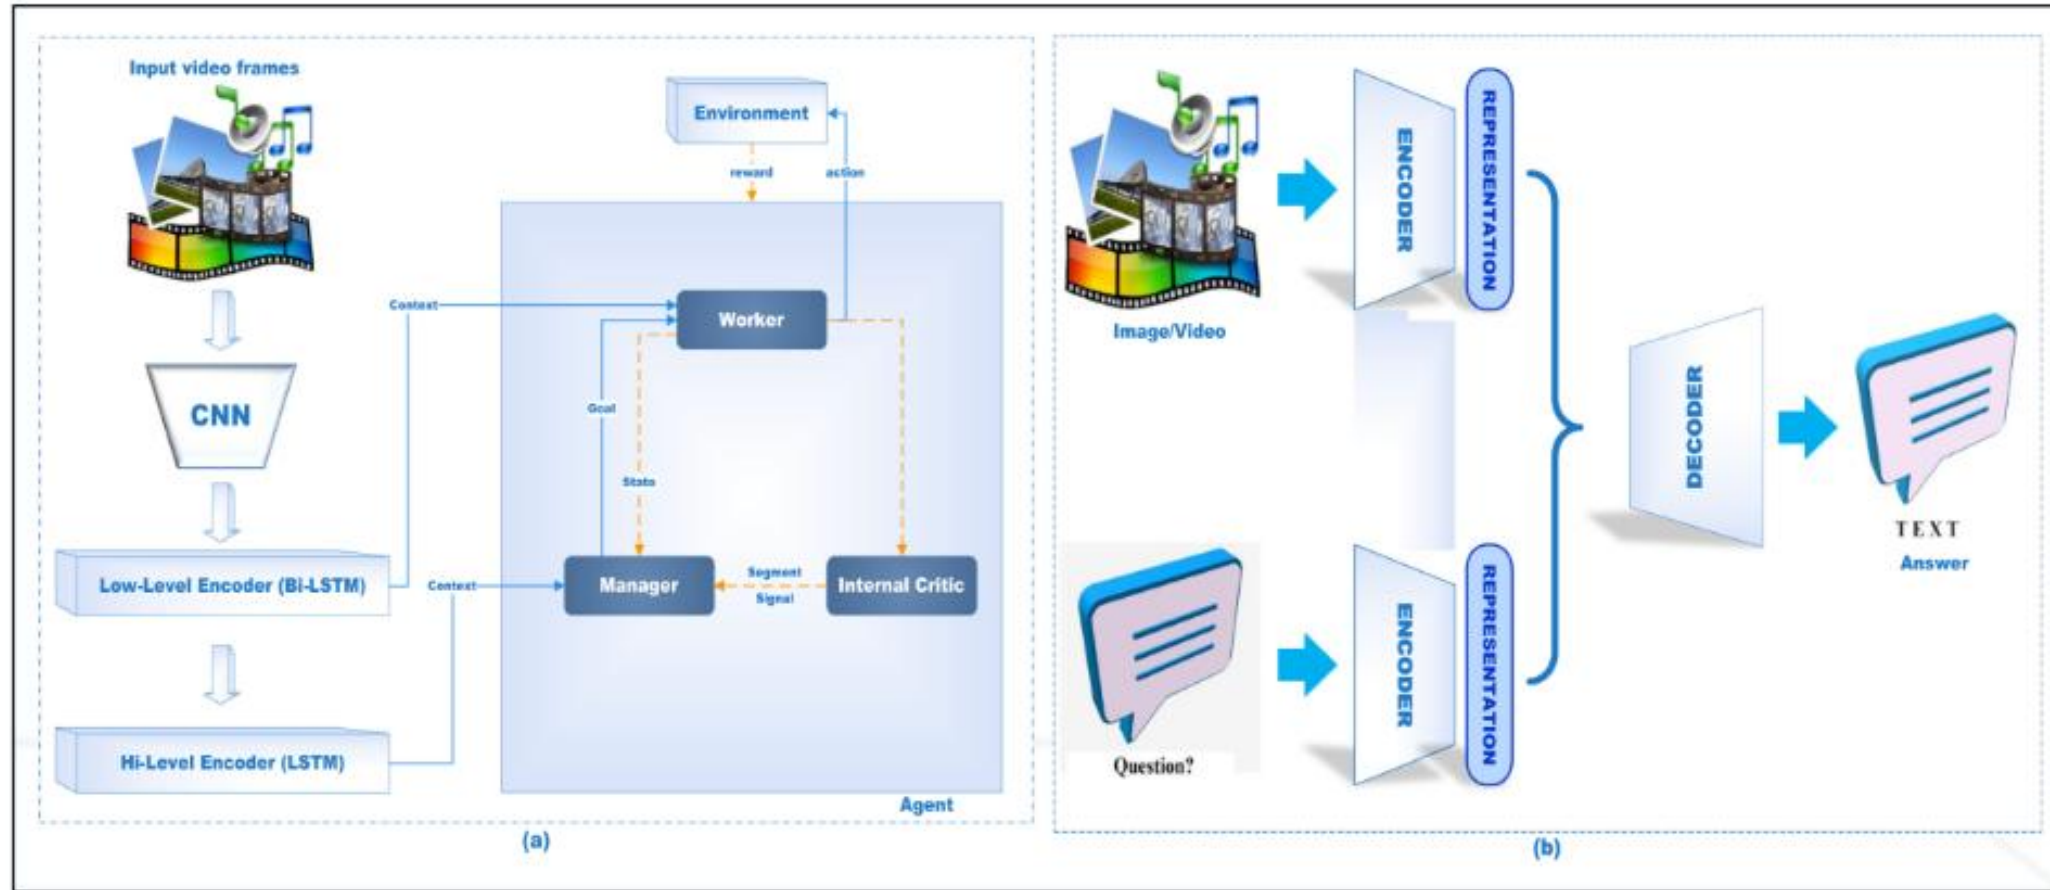 Input video frames
Environment
reward
action
Context
Worker
CNN
Goal
State
Low-Level Encoder (Bi-LSTM)
Context
Manager
Segment
Signal
Internal Critic
Hi-Level Encoder (LSTM)
Agent
(a)
ENCODER
REPRESENTATION
Image/Video
DECODER
TEXT
Answer
ENCODER
REPRESENTATION
Question?
(b)